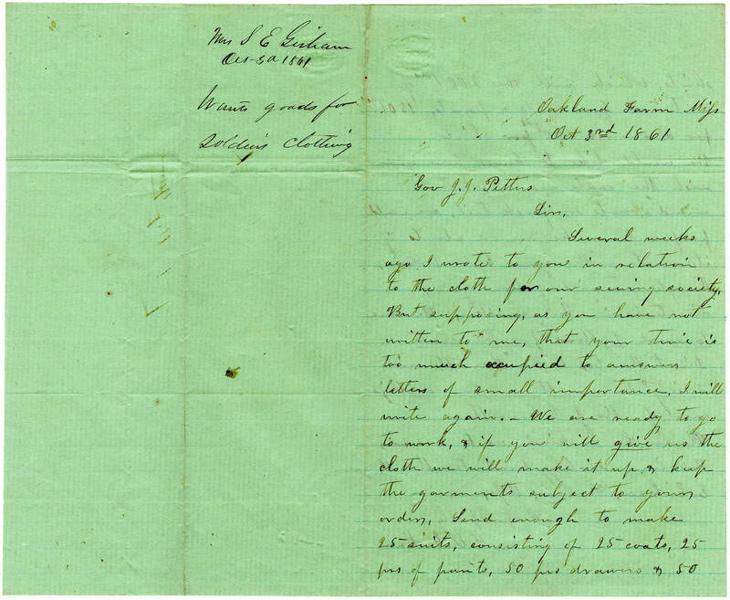 Mrs S E Gisham
Oct 3d 1861
Wants goods for
soldiers clothing
Oakland Farm Miss
Oct 3rd 1861
Gov J. J. Pettus
Sir,
Several weeks
ago I wrote to you in relation
to the cloth for our sewing society.
But supposing, as you have not
written to me, that your time is
too much occupied to answer
letters of small importance, I will
write again. - We are ready to go
to work, & if you will give us the
cloth we will make it up & keep
the garments subject to your
order, Send enough to make
25 suits, consisting of 25 coats, 25
prs of pants, 50 prs drawers & 50